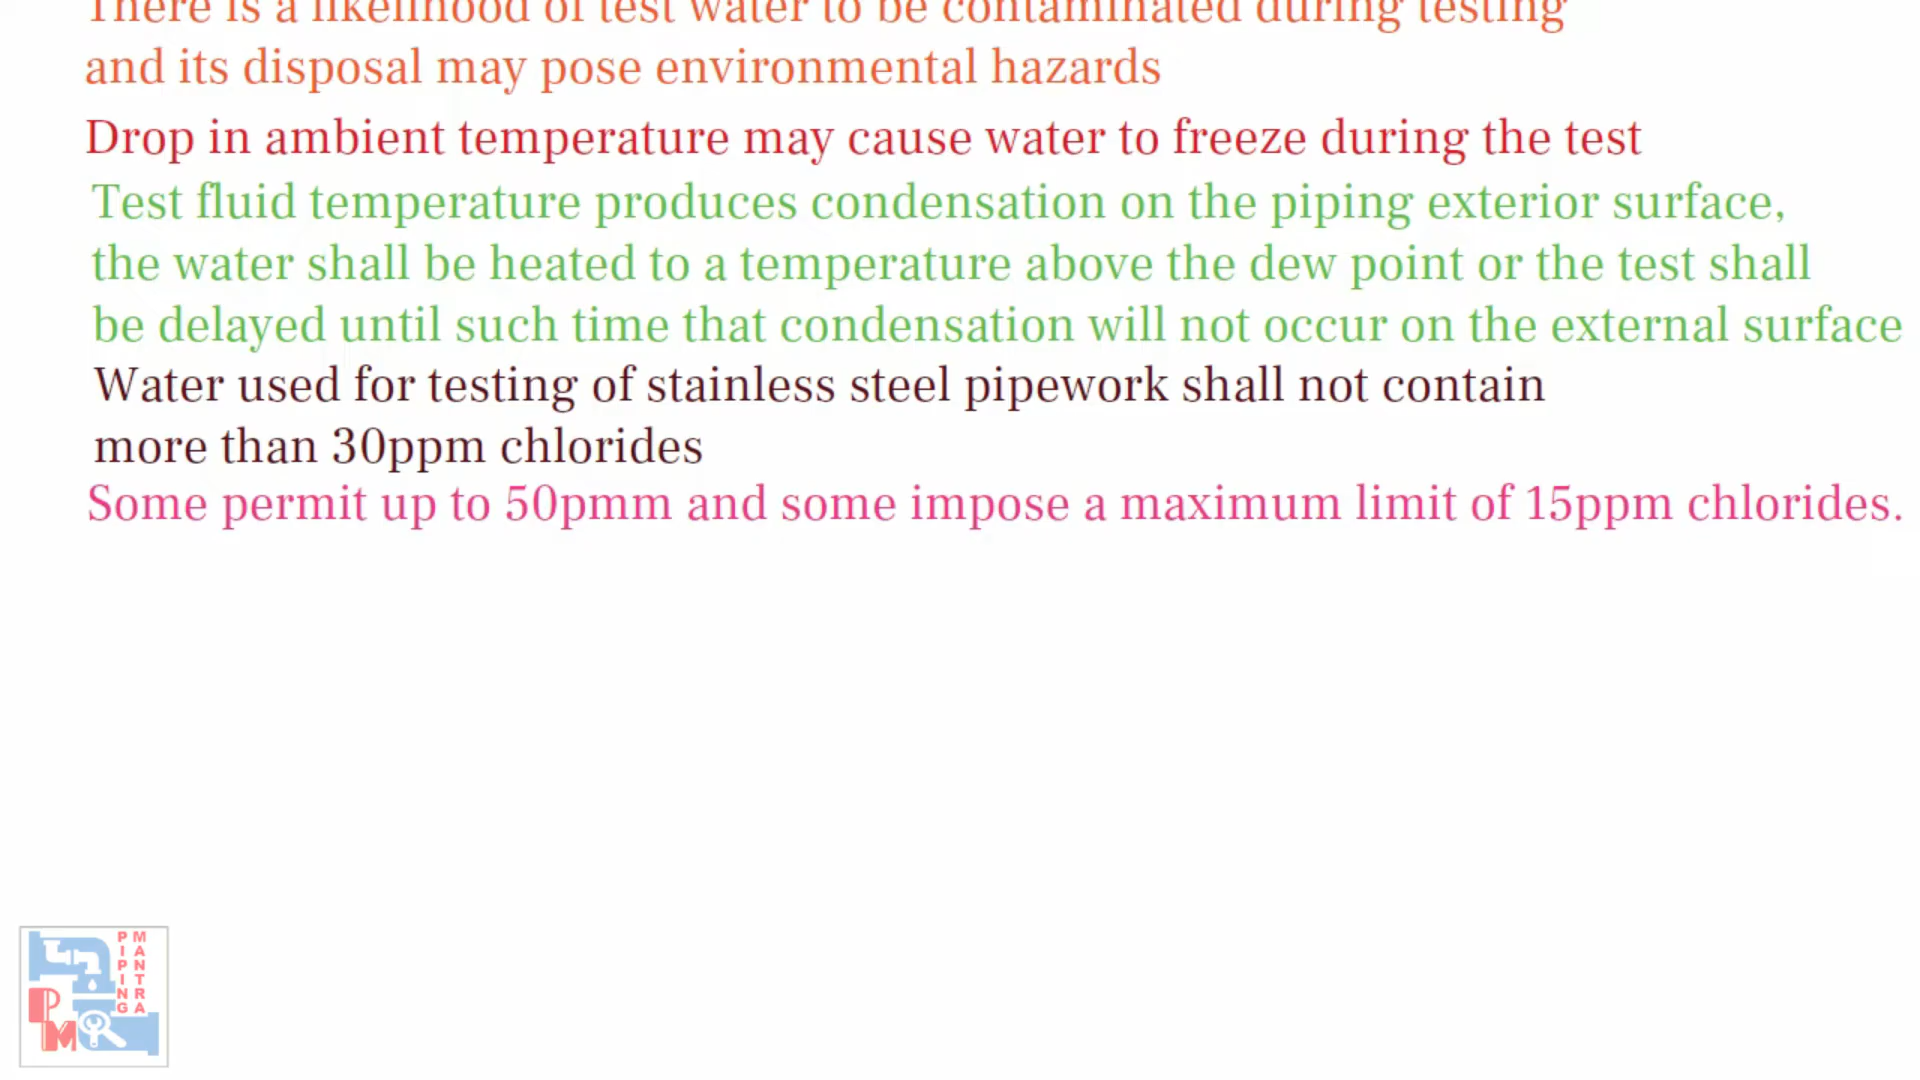 There is a likelihood of test water to be contaminated during testing
and its disposal may pose environmental hazards
Drop in ambient temperature may cause water to freeze during the test
Test fluid temperature produces condensation on the piping exterior surface,
the water shall be heated to a temperature above the dew point or the test shall
be delayed until such time that condensation will not occur on the external surface
Water used for testing of stainless steel pipework shall not contain
more than 30ppm chlorides
Some permit up to 50pmm and some impose a maximum limit of 15ppm chlorides.
PIPING
MANTRA
PM